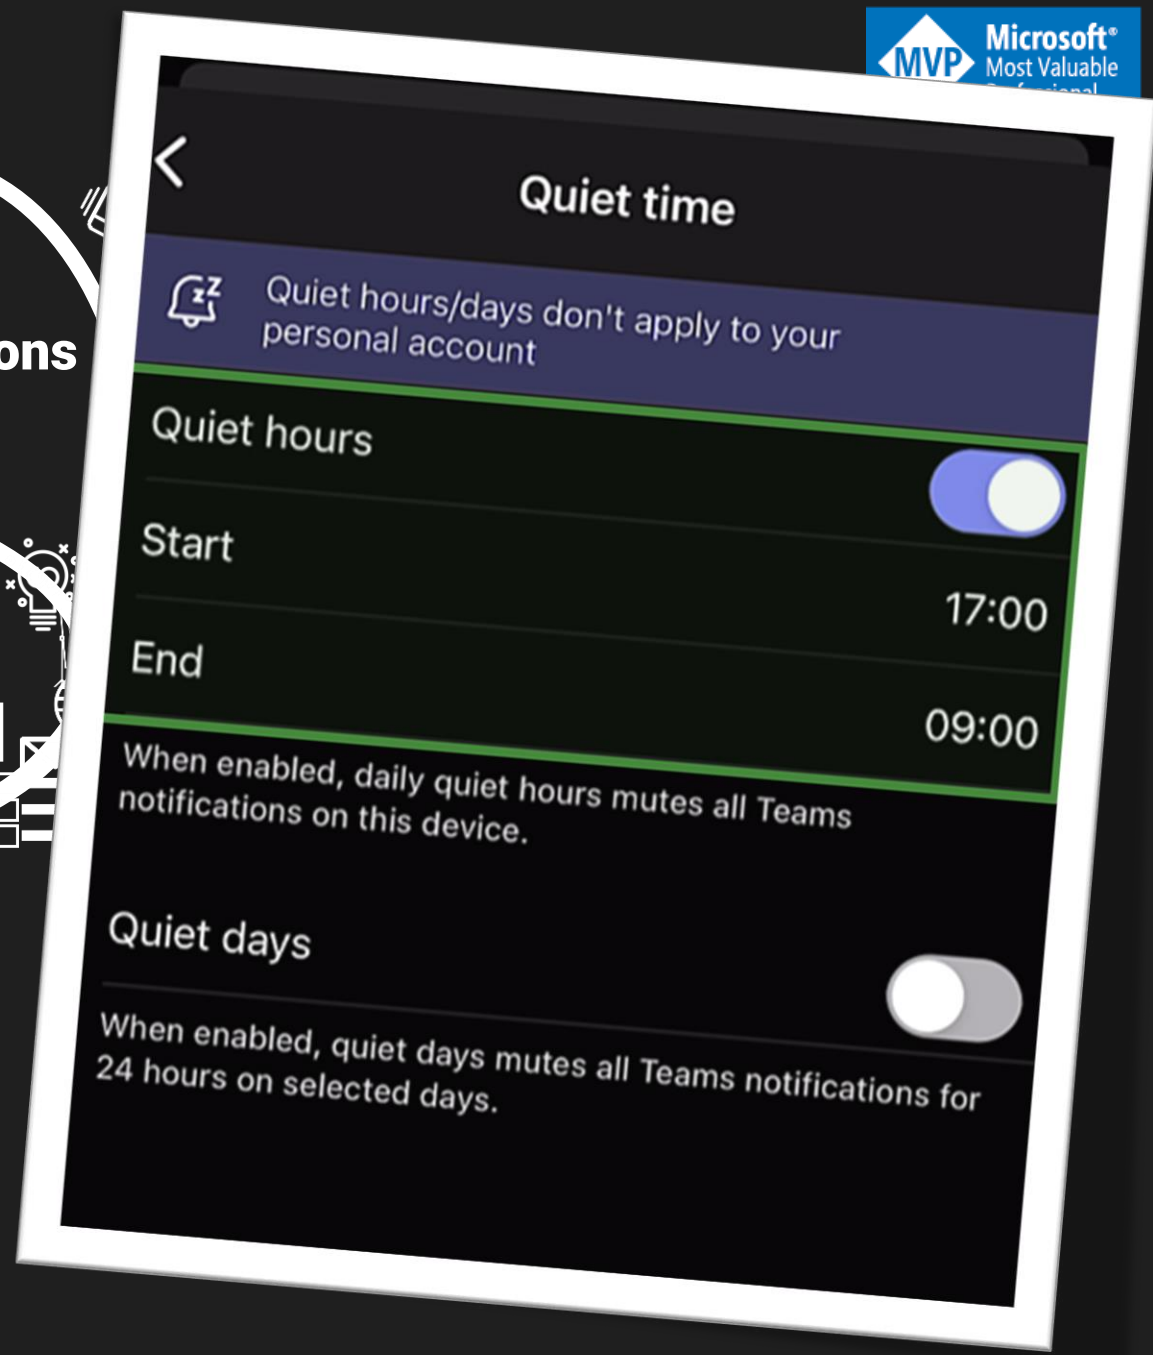 MVP
Microsoft®
Most Valuable
Professional
ons
Quiet time
Quiet hours/days don't apply to your
personal account
Quiet hours
Start
17:00
End
09:00
When enabled, daily quiet hours mutes all Teams
notifications on this device.
Quiet days
When enabled, quiet days mutes all Teams notifications for
24 hours on selected days.